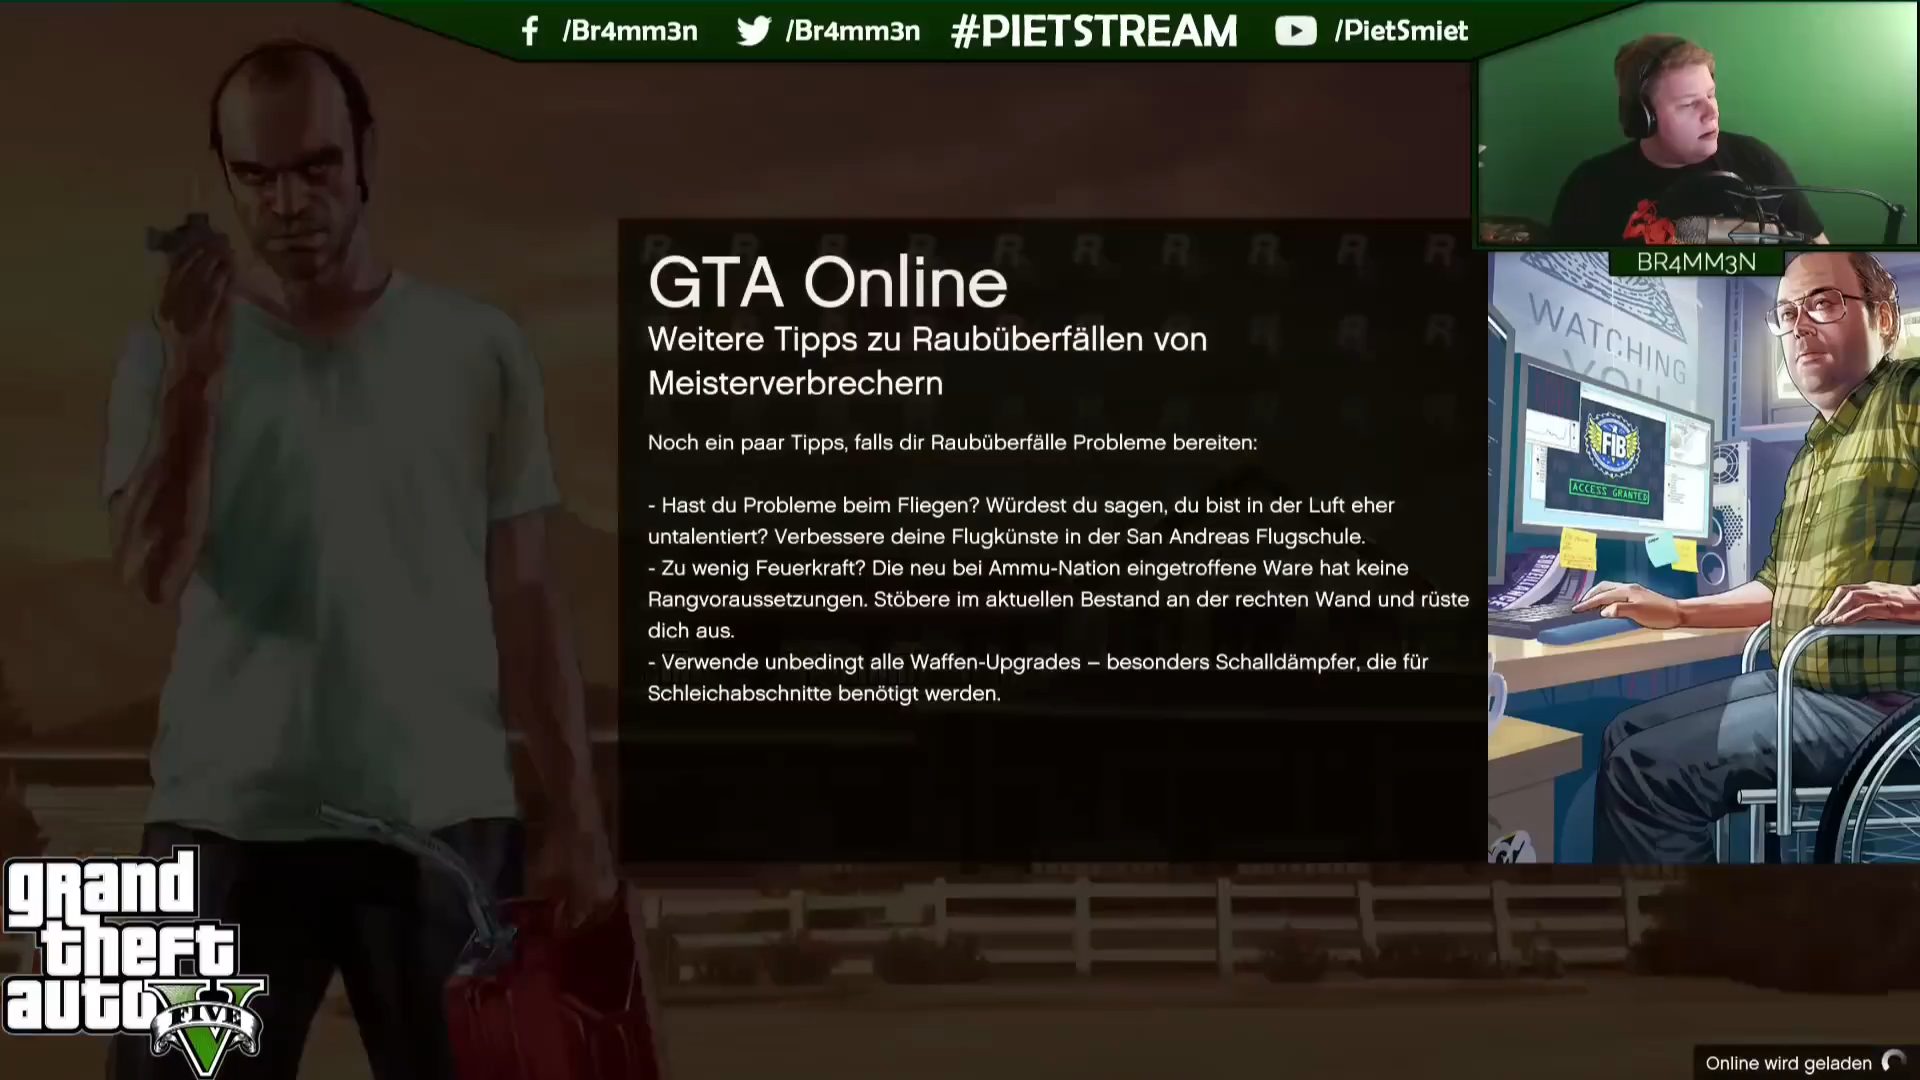 /Br4mm3n /Br4mm3n #PIETSTREAM /PietSmiet
BR4MM3N
GTA Online
Weitere Tipps zu Raubüberfällen von
Meisterverbrechern
Noch ein paar Tipps, falls dir Raubüberfälle Probleme bereiten:
- Hast du Probleme beim Fliegen? Würdest du sagen, du bist in der Luft eher
untalentiert? Verbessere deine Flugkünste in der San Andreas Flugschule.
- Zu wenig Feuerkraft? Die neu bei Ammu-Nation eingetroffene Ware hat keine
Rangvoraussetzungen. Stöbere im aktuellen Bestand an der rechten Wand und rüste
dich aus.
- Verwende unbedingt alle Waffen-Upgrades – besonders Schalldämpfer, die für
Schleichabschnitte benötigt werden.
WATCHING
YOU
FIB
ACCESS GRANTED
grand
theft
auto V
FIVE
Online wird geladen